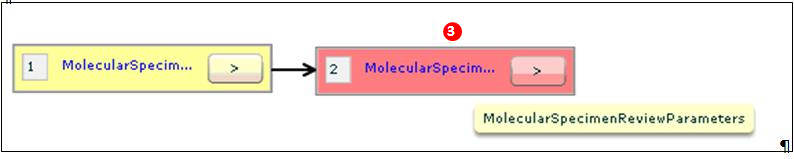 ¶
3
1 MolecularSpecim... >
2 MolecularSpecim... >
MolecularSpecimenReviewParameters
¶